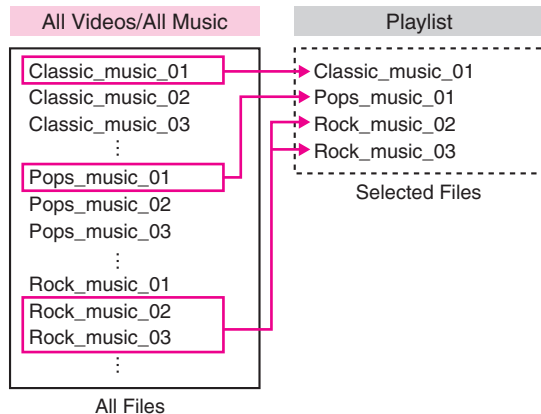 All Videos/All Music
Classic_music_01
Classic_music_02
Classic_music_03
⋮
Pops_music_01
Pops_music_02
Pops_music_03
⋮
Rock_music_01
Rock_music_02
Rock_music_03
⋮
All Files
Playlist
Classic_music_01
Pops_music_01
Rock_music_02
Rock_music_03
Selected Files